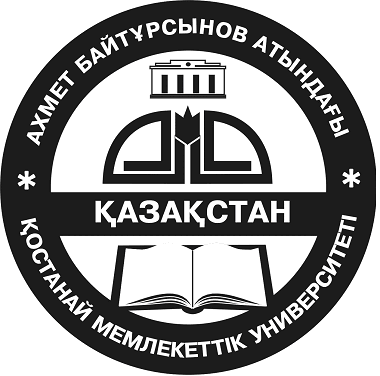 АХМЕТ БАЙТҰРСЫНОВ АТЫНДАҒЫ
ҚАЗАҚСТАН
ҚОСТАНАЙ МЕМЛЕКЕТТІК УНИВЕРСИТЕТІ